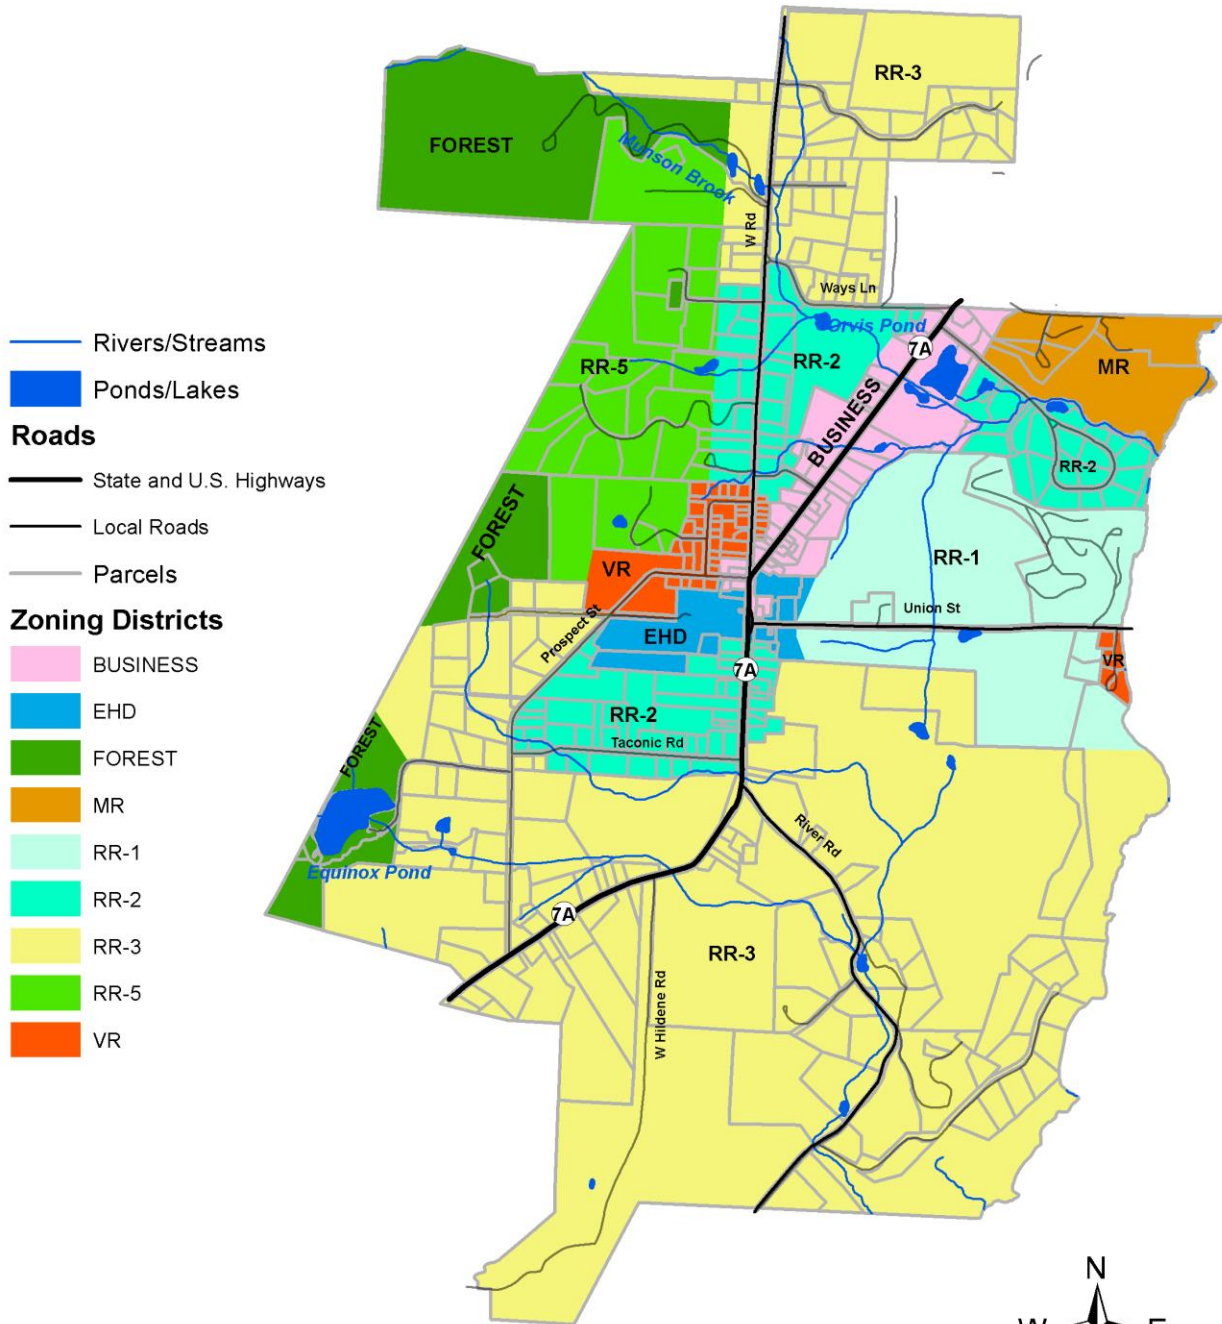 Rivers/Streams
Ponds/Lakes
Roads
State and U.S. Highways
Local Roads
Parcels
Zoning Districts
BUSINESS
EHD
FOREST
MR
RR-1
RR-2
RR-3
RR-5
VR
RR-3
FOREST
Munson Brook
W Rd
Ways Ln
Orvis Pond
7A
RR-5
RR-2
MR
BUSINESS
RR-2
FOREST
VR
RR-1
Union St
Prospect St
EHD
VR
7A
RR-2
Taconic Rd
FOREST
River Rd
Equinox Pond
7A
RR-3
W Hildene Rd
N
W
E